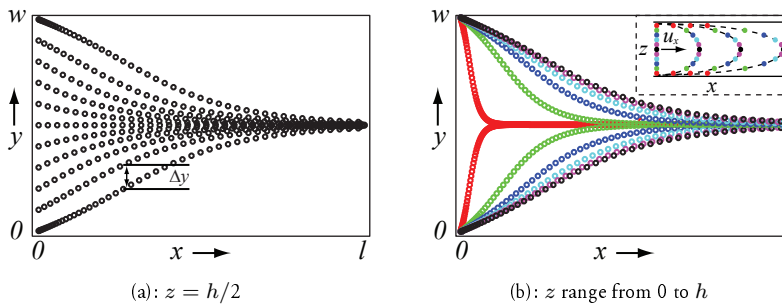 w
y
Δy
0
0
x
l
(a): z = h/2
w
y
z
u_x
x
0
0
x
(b): z range from 0 to h